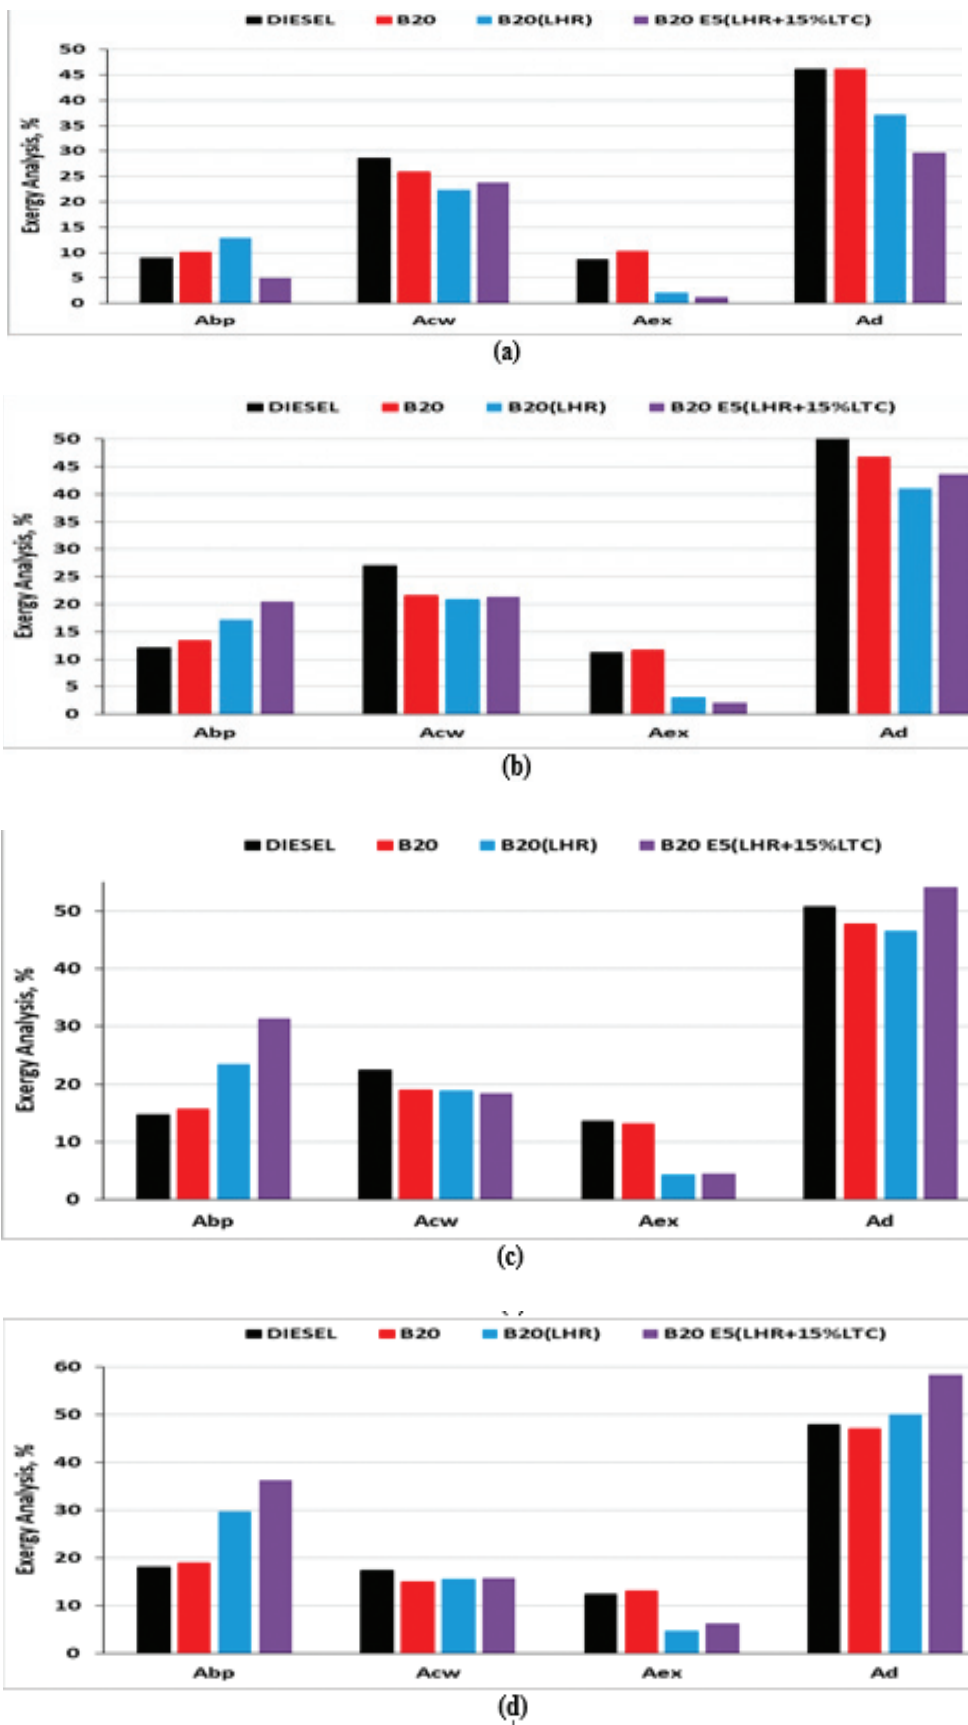 DIESEL B20 B20(LHR) B20 E5(LHR+15%LTC)
Exergy Analysis, %
50
45
40
35
30
25
20
15
10
5
0
Abp Acw Aex Ad
(a)
DIESEL B20 B20(LHR) B20 E5(LHR+15%LTC)
Exergy Analysis, %
50
45
40
35
30
25
20
15
10
5
0
Abp Acw Aex Ad
(b)
DIESEL B20 B20(LHR) B20 E5(LHR+15%LTC)
Exergy Analysis, %
50
40
30
20
10
0
Abp Acw Aex Ad
(c)
DIESEL B20 B20(LHR) B20 E5(LHR+15%LTC)
Exergy Analysis, %
60
50
40
30
20
10
0
Abp Acw Aex Ad
(d)